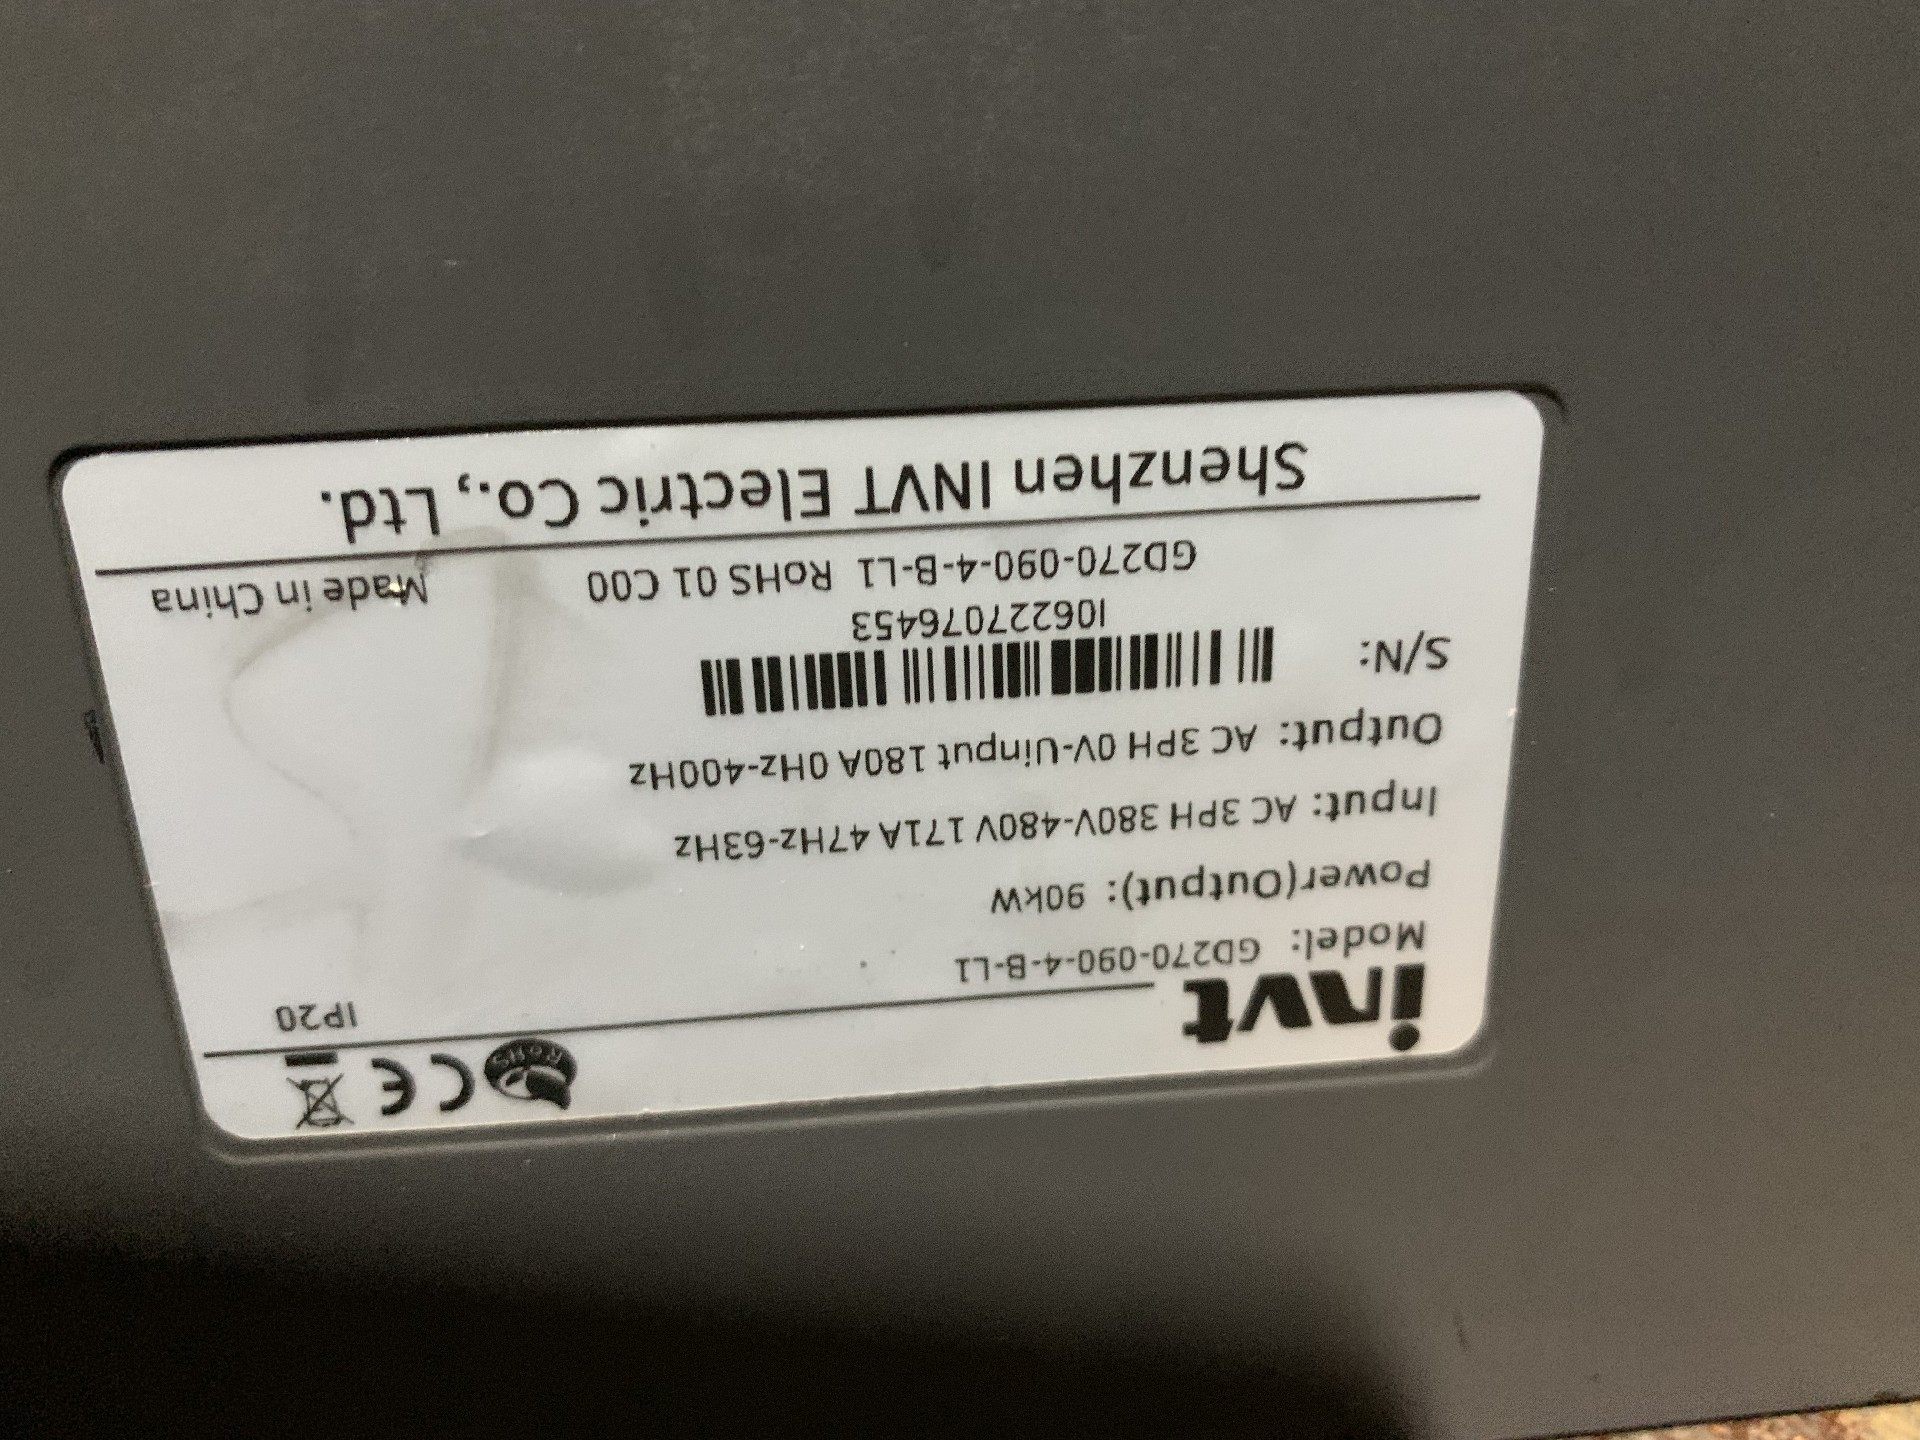 RoHS
invt
IP20
Model: GD270-090-4-B-L1
Power(Output): 90kW
Input: AC 3PH 380V-480V 171A 47Hz-63Hz
Output: AC 3PH 0V-Uinput 180A 0Hz-400Hz
S/N:
I06227076453
GD270-090-4-B-L1 RoHS 01 C00 Made in China
Shenzhen INVT Electric Co., Ltd.